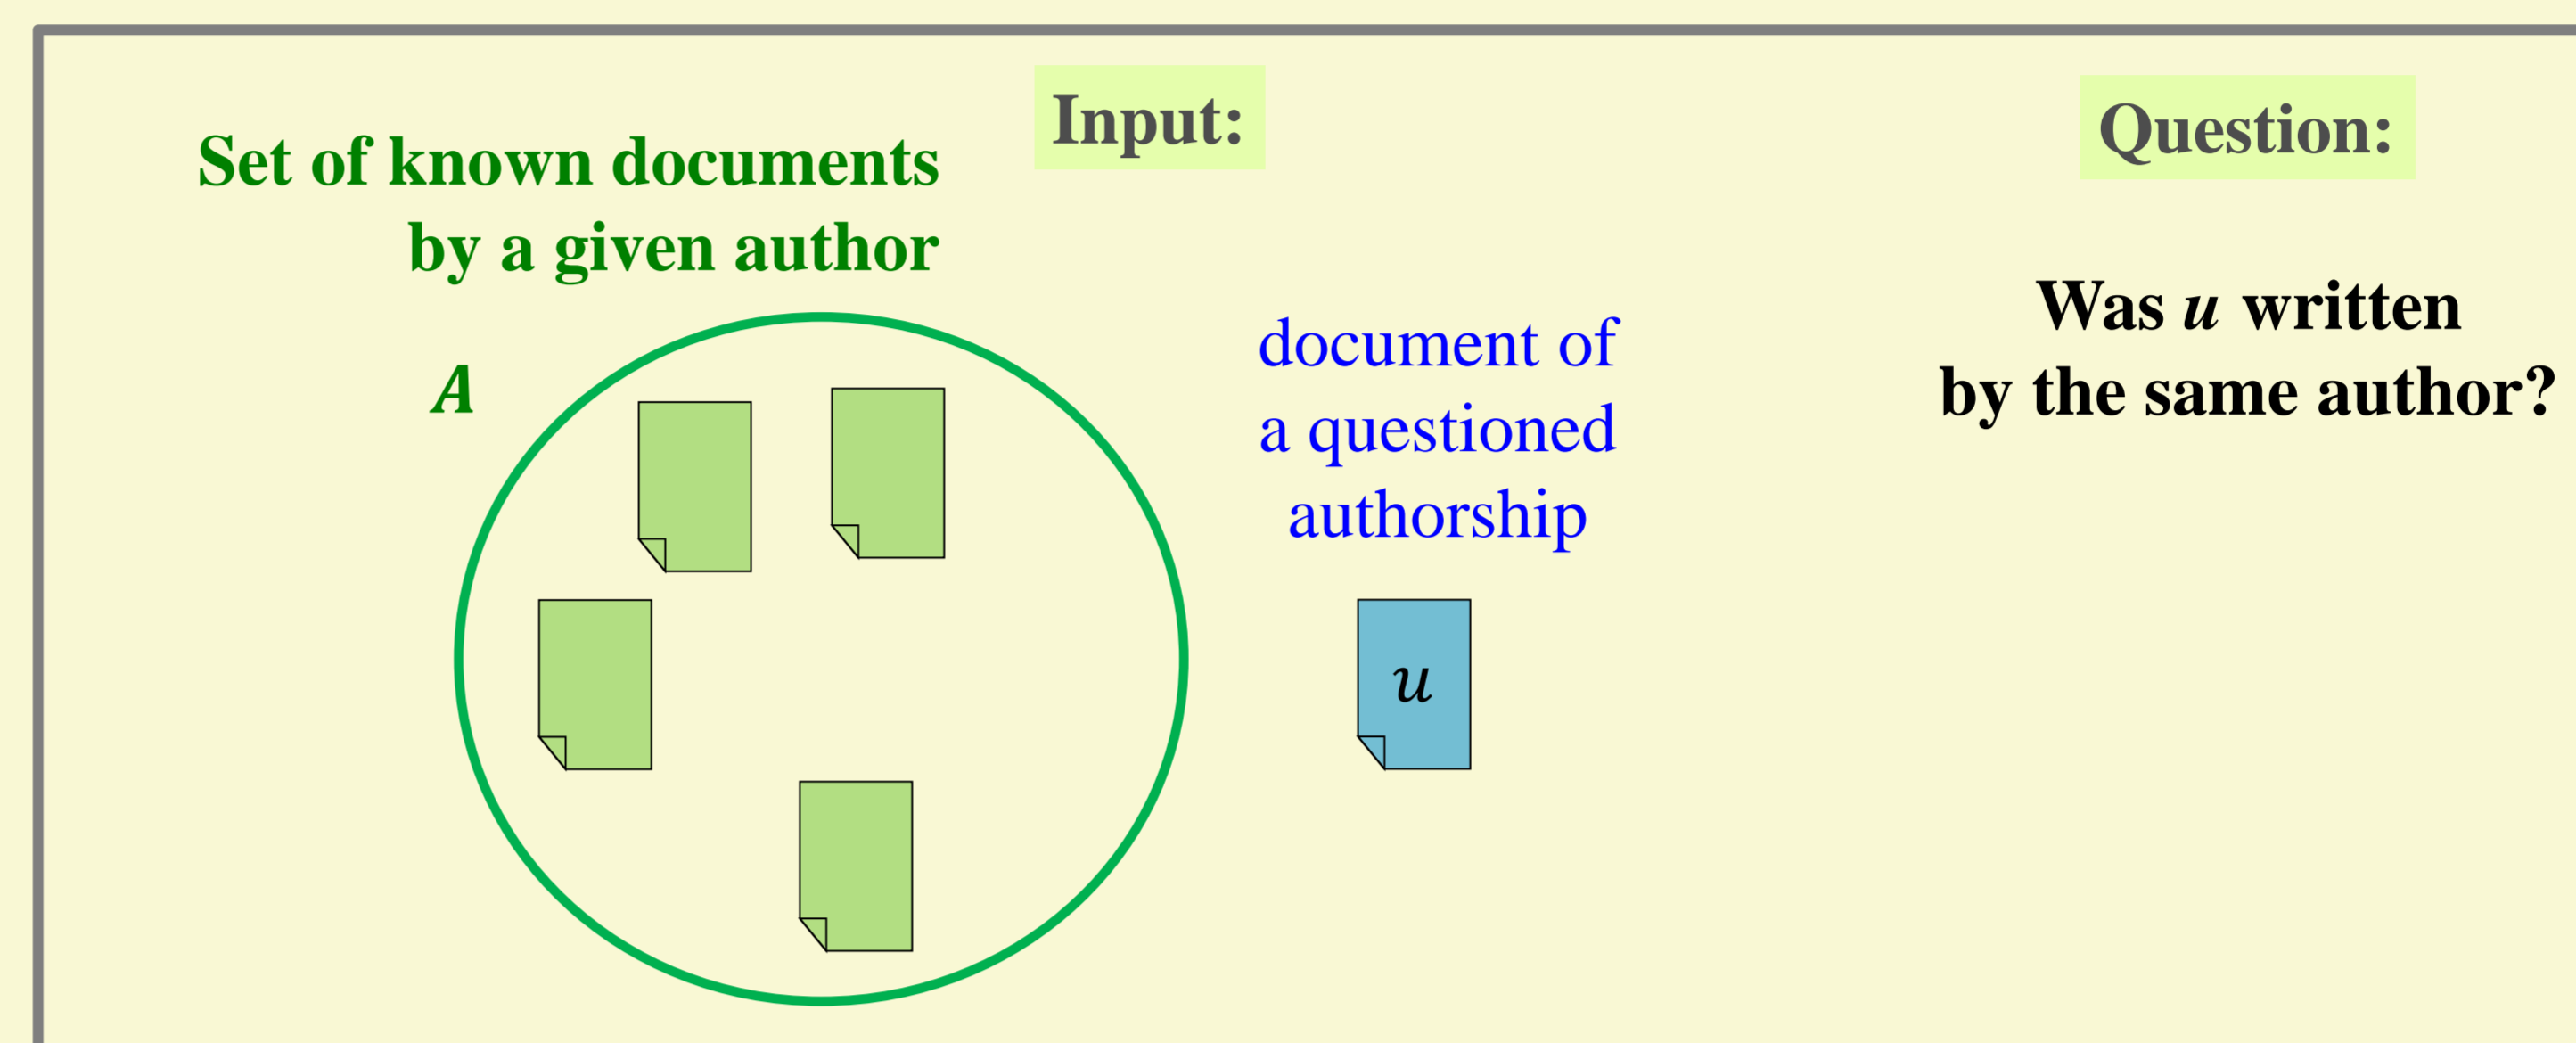 Input:
Set of known documents
by a given author
A
document of
a questioned
authorship
u
Question:
Was u written
by the same author?